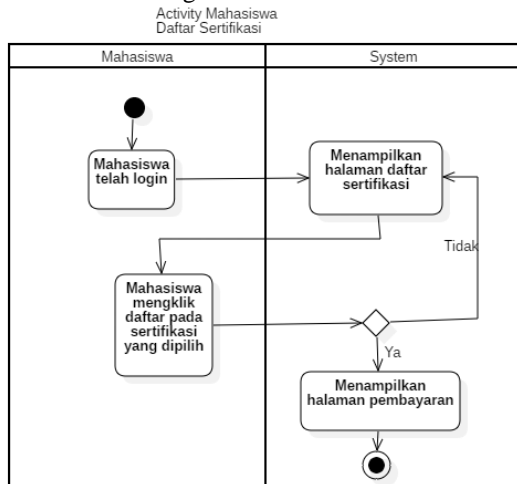 Activity Mahasiswa
Daftar Sertifikasi
Mahasiswa
System
Mahasiswa
telah login
Menampilkan
halaman daftar
sertifikasi
Tidak
Mahasiswa
mengklik
daftar pada
sertifikasi
yang dipilih
Ya
Menampilkan
halaman pembayaran